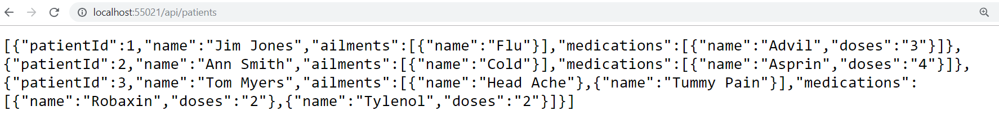 localhost:55021/api/patients
[{"patientId":1,"name":"Jim Jones","ailments":[{"name":"Flu"}],"medications":[{"name":"Advil","doses":"3"}]},
{"patientId":2,"name":"Ann Smith","ailments":[{"name":"Cold"}],"medications":[{"name":"Asprin","doses":"4"}]},
{"patientId":3,"name":"Tom Myers","ailments":[{"name":"Head Ache"},{"name":"Tummy Pain"}],"medications":
[{"name":"Robaxin","doses":"2"},{"name":"Tylenol","doses":"2"}]}]